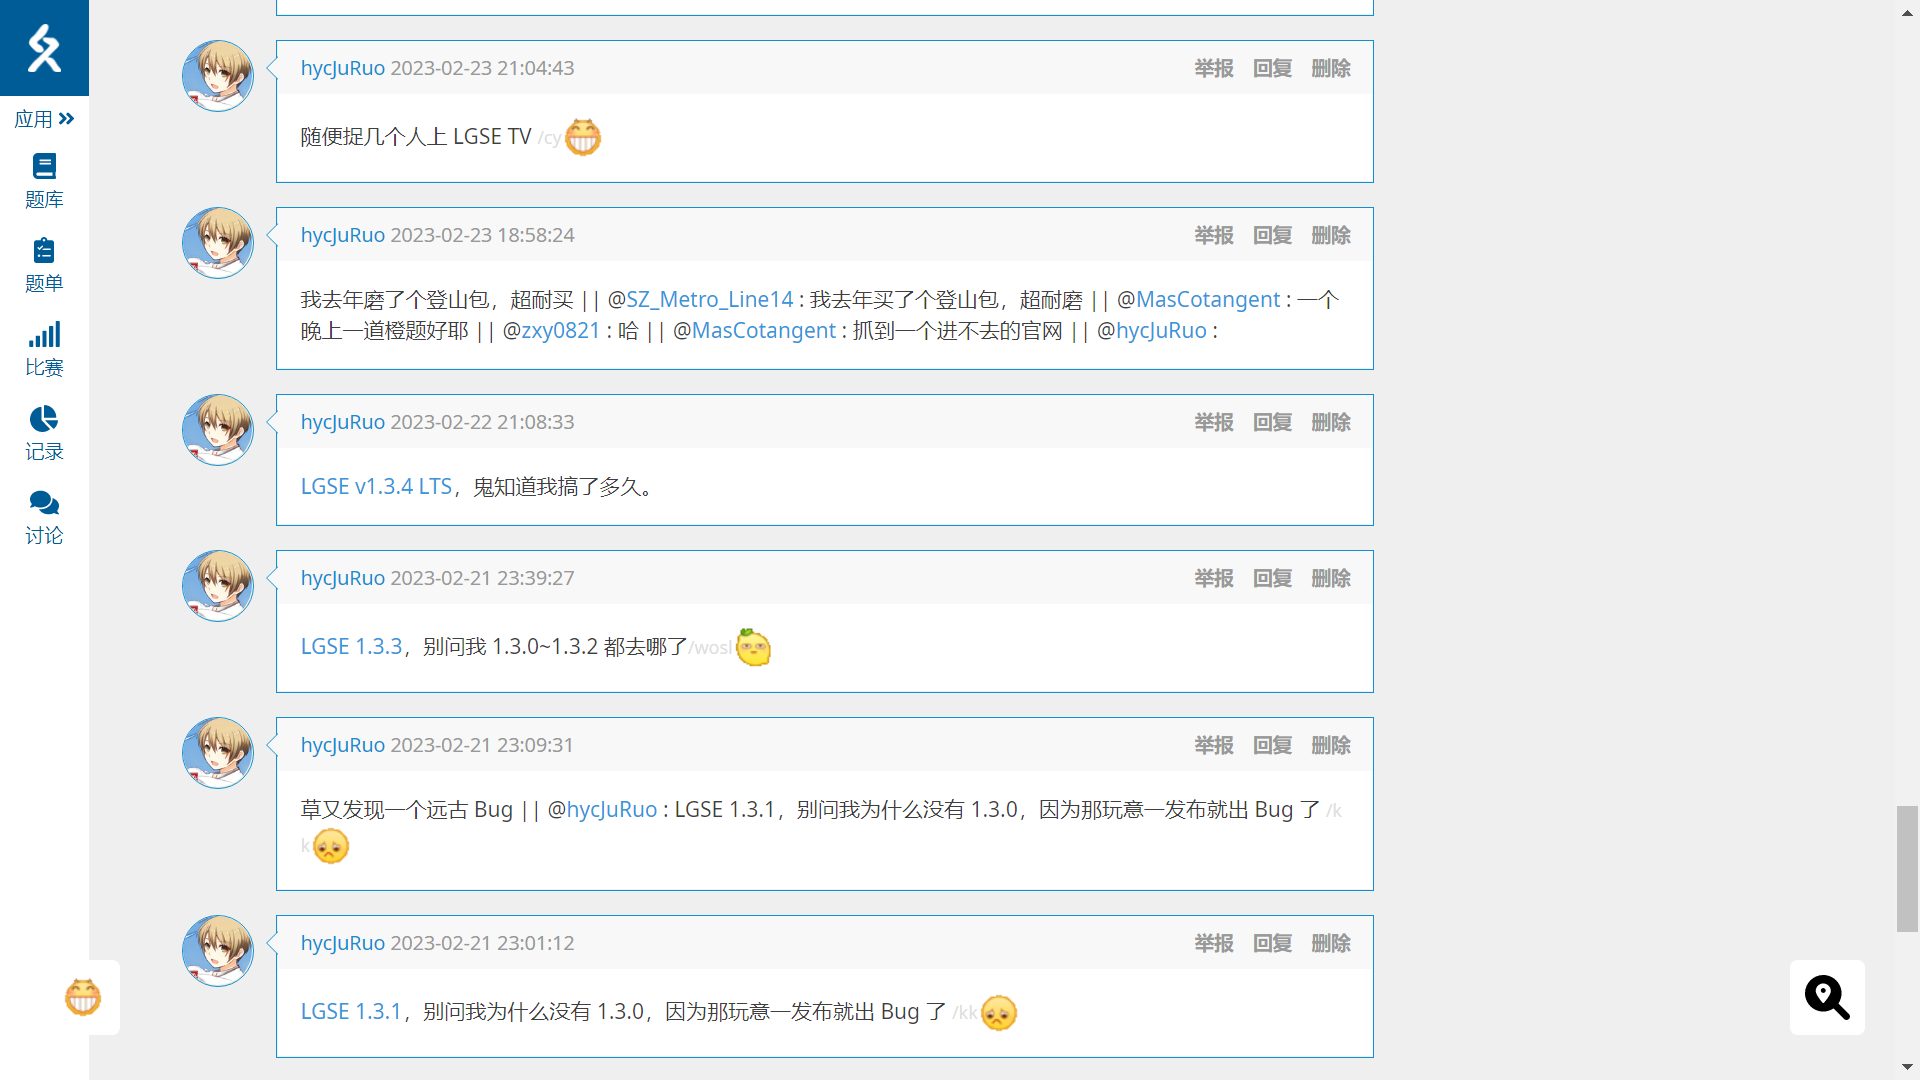 应用
题库
题单
比赛
记录
讨论
hycJuRuo 2023-02-23 21:04:43 举报 回复 删除
随便捉几个人上 LGSE TV /cy
hycJuRuo 2023-02-23 18:58:24 举报 回复 删除
我去年磨了个登山包，超耐买 || @SZ_Metro_Line14 : 我去年买了个登山包，超耐磨 || @MasCotangent : 一个
晚上一道橙题好耶 || @zxy0821 : 哈 || @MasCotangent : 抓到一个进不去的官网 || @hycJuRuo :
hycJuRuo 2023-02-22 21:08:33 举报 回复 删除
LGSE v1.3.4 LTS，鬼知道我搞了多久。
hycJuRuo 2023-02-21 23:39:27 举报 回复 删除
LGSE 1.3.3，别问我 1.3.0~1.3.2 都去哪了/wosl
hycJuRuo 2023-02-21 23:09:31 举报 回复 删除
草又发现一个远古 Bug || @hycJuRuo : LGSE 1.3.1，别问我为什么没有 1.3.0，因为那玩意一发布就出 Bug 了 /k
k
hycJuRuo 2023-02-21 23:01:12 举报 回复 删除
LGSE 1.3.1，别问我为什么没有 1.3.0，因为那玩意一发布就出 Bug 了 /kk